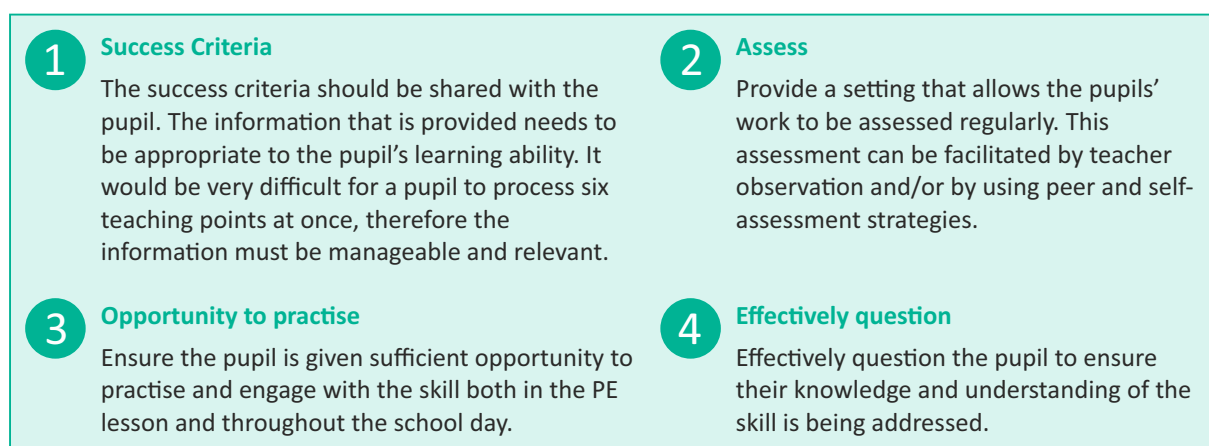 1
Success Criteria
The success criteria should be shared with the
pupil. The information that is provided needs to
be appropriate to the pupil's learning ability. It
would be very difficult for a pupil to process six
teaching points at once, therefore the
information must be manageable and relevant.
2
Assess
Provide a setting that allows the pupils'
work to be assessed regularly. This
assessment can be facilitated by teacher
observation and/or by using peer and self-
assessment strategies.
3
Opportunity to practise
Ensure the pupil is given sufficient opportunity to
practise and engage with the skill both in the PE
lesson and throughout the school day.
4
Effectively question
Effectively question the pupil to ensure
their knowledge and understanding of the
skill is being addressed.